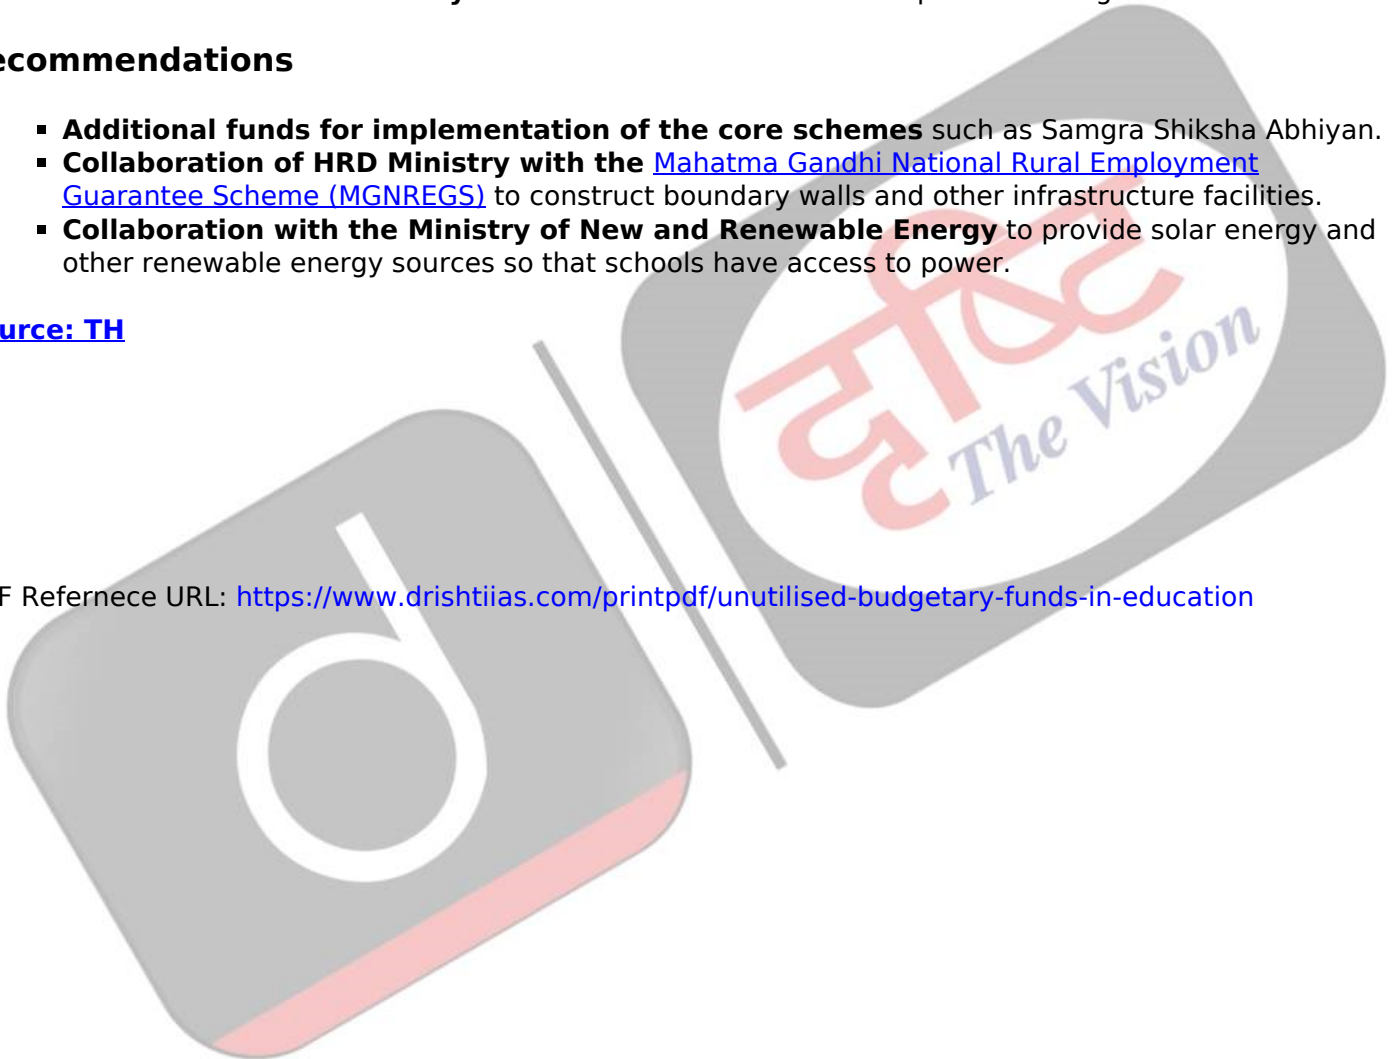 ecommendations
▪ Additional funds for implementation of the core schemes such as Samgra Shiksha Abhiyan.
▪ Collaboration of HRD Ministry with the Mahatma Gandhi National Rural Employment
Guarantee Scheme (MGNREGS) to construct boundary walls and other infrastructure facilities.
▪ Collaboration with the Ministry of New and Renewable Energy to provide solar energy and
other renewable energy sources so that schools have access to power.
urce: TH
दृष्टि
The Vision
d
F Refernece URL: https://www.drishtiias.com/printpdf/unutilised-budgetary-funds-in-education